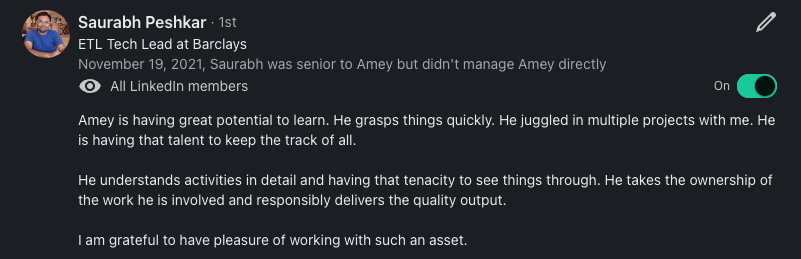 Saurabh Peshkar · 1st
ETL Tech Lead at Barclays
November 19, 2021, Saurabh was senior to Amey but didn't manage Amey directly
All LinkedIn members
On
Amey is having great potential to learn. He grasps things quickly. He juggled in multiple projects with me. He
is having that talent to keep the track of all.
He understands activities in detail and having that tenacity to see things through. He takes the ownership of
the work he is involved and responsibly delivers the quality output.
I am grateful to have pleasure of working with such an asset.